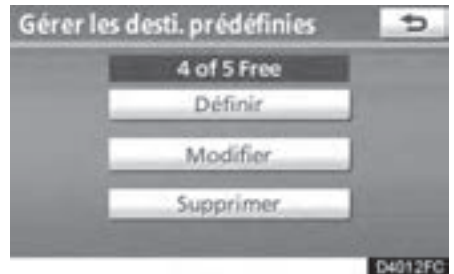 Gérer les desti. prédéfinies
4 of 5 Free
Définir
Modifier
Supprimer
D4012FC